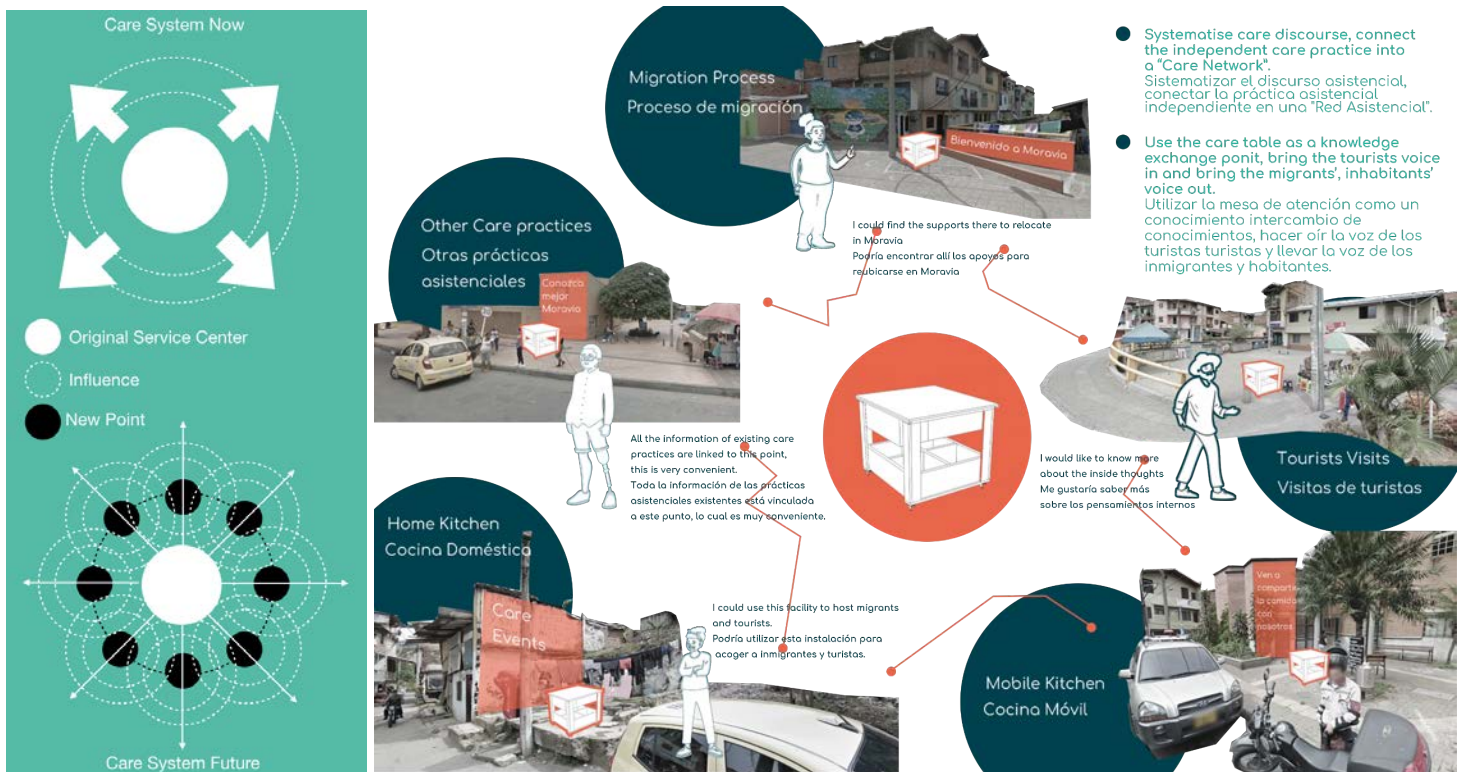 Care System Now
Original Service Center
Influence
New Point
Care System Future
Migration Process
Proceso de migración
Bienvenido a Moravia
I could find the supports there to relocate
in Moravia
Podría encontrar allí los apoyos para
reubicarse en Moravia
Other Care practices
Otras prácticas
asistenciales
Conozca
mejor
Moravia
All the information of existing care
practices are linked to this point,
this is very convenient.
Toda la información de las prácticas
asistenciales existentes está vinculada
a este punto, lo cual es muy conveniente.
Home Kitchen
Cocina Doméstica
Care
Events
I could use this facility to host migrants
and tourists.
Podría utilizar esta instalación para
acoger a inmigrantes y turistas.
Systematise care discourse, connect
the independent care practice into
a “Care Network”.
Sistematizar el discurso asistencial,
conectar la práctica asistencial
independiente en una "Red Asistencial".
Use the care table as a knowledge
exchange ponit, bring the tourists voice
in and bring the migrants’, inhabitants’
voice out.
Utilizar la mesa de atención como un
conocimiento intercambio de
conocimientos, hacer oír la voz de los
turistas turistas y llevar la voz de los
inmigrantes y habitantes.
I would like to know more
about the inside thoughts
Me gustaría saber más
sobre los pensamientos internos
Tourists Visits
Visitas de turistas
Mobile Kitchen
Cocina Móvil
Ven a
compartir
la comida
con
nosotros